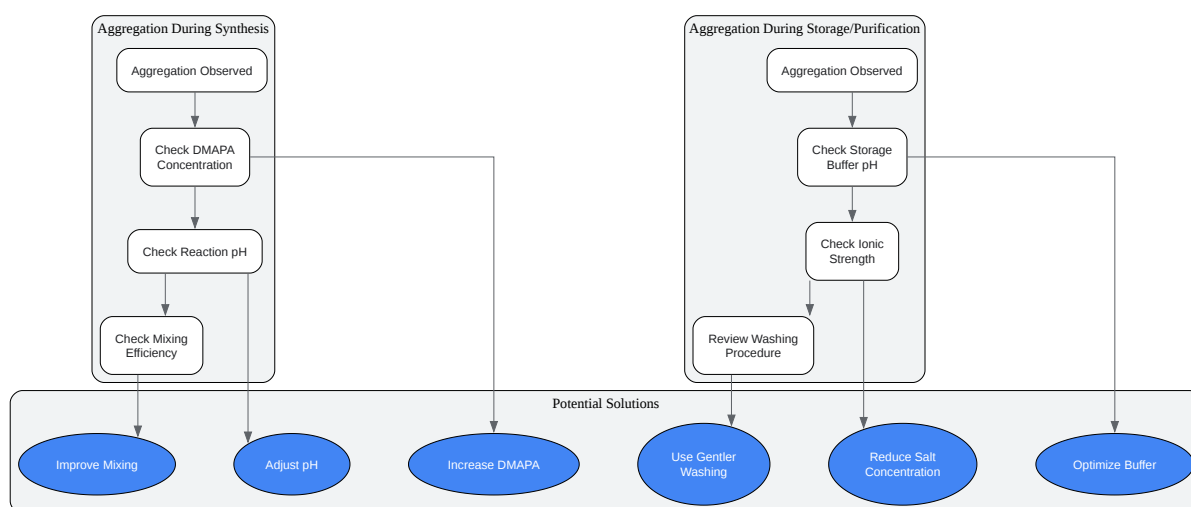 Aggregation During Synthesis
Aggregation Observed
Check DMAPA
Concentration
Check Reaction pH
Check Mixing
Efficiency
Aggregation During Storage/Purification
Aggregation Observed
Check Storage
Buffer pH
Check Ionic
Strength
Review Washing
Procedure
Potential Solutions
Improve Mixing
Adjust pH
Increase DMAPA
Use Gentler
Washing
Reduce Salt
Concentration
Optimize Buffer